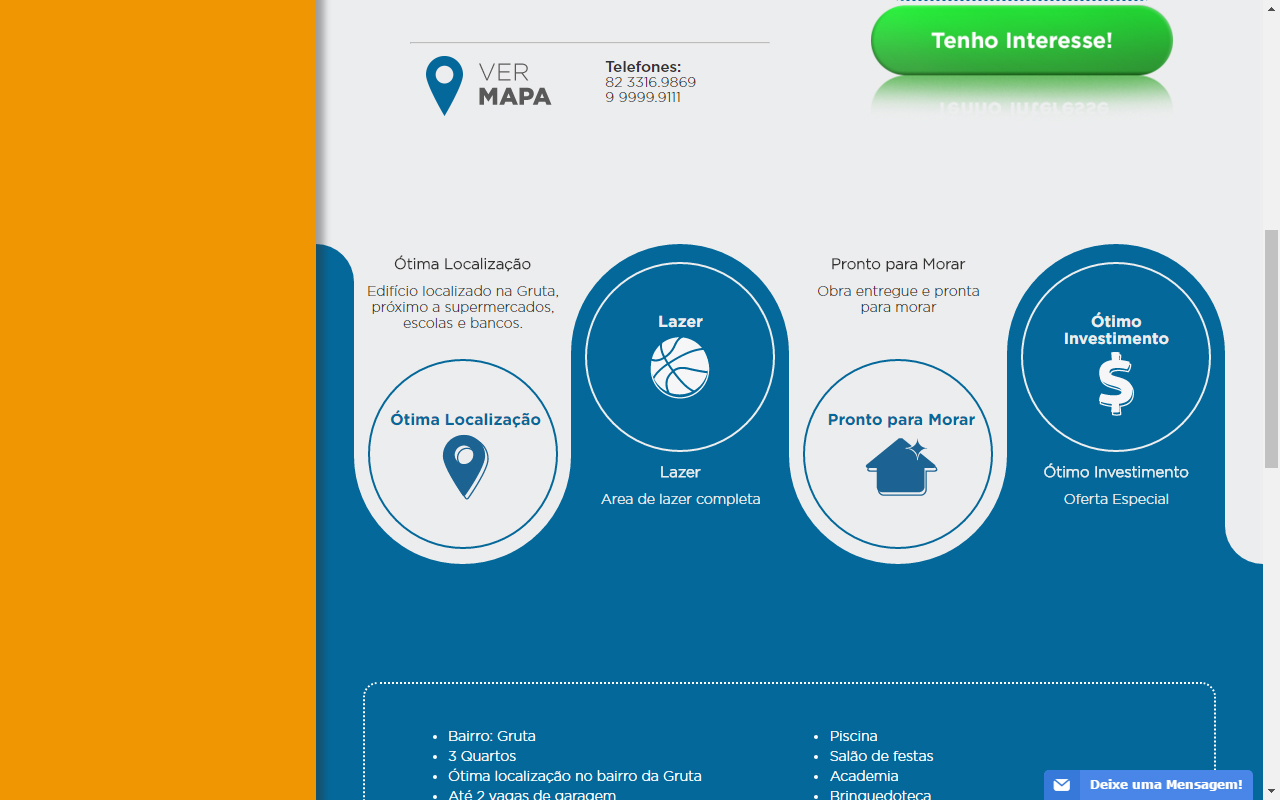 Tenho Interesse!
VER
MAPA
Telefones:
82 3316.9869
9 9999.9111
Ótima Localização
Edifício localizado na Gruta,
próximo a supermercados,
escolas e bancos.
Ótima Localização
Lazer
Lazer
Area de lazer completa
Pronto para Morar
Obra entregue e pronta
para morar
Pronto para Morar
Ótimo
Investimento
$
Ótimo Investimento
Oferta Especial
Bairro: Gruta
3 Quartos
Ótima localização no bairro da Gruta
Até 2 vagas de garagem
Piscina
Salão de festas
Academia
Brinquedoteca
Deixe uma Mensagem!